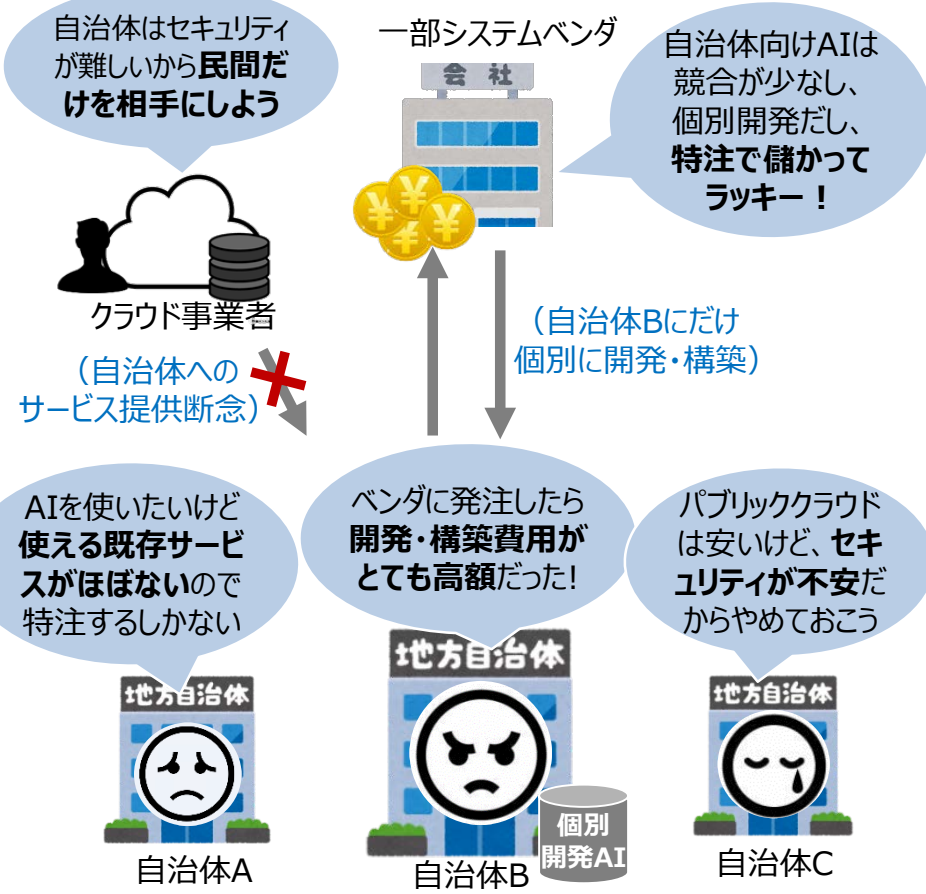 自治体はセキュリティ
が難しいから民間だ
けを相手にしよう
一部システムベンダ
会社
自治体向けAIは
競合が少なし、
個別開発だし、
特注で儲かって
ラッキー！
¥
¥
¥
¥
クラウド事業者
（自治体への
サービス提供断念）
（自治体Bにだけ
個別に開発・構築）
AIを使いたいけど
使える既存サービ
スがほぼないので
特注するしかない
ベンダに発注したら
開発・構築費用が
とても高額だった!
パブリッククラウド
は安いけど、セキ
ュリティが不安だ
からやめておこう
地方自治体
地方自治体
地方自治体
個別
開発AI
自治体A
自治体B
自治体C